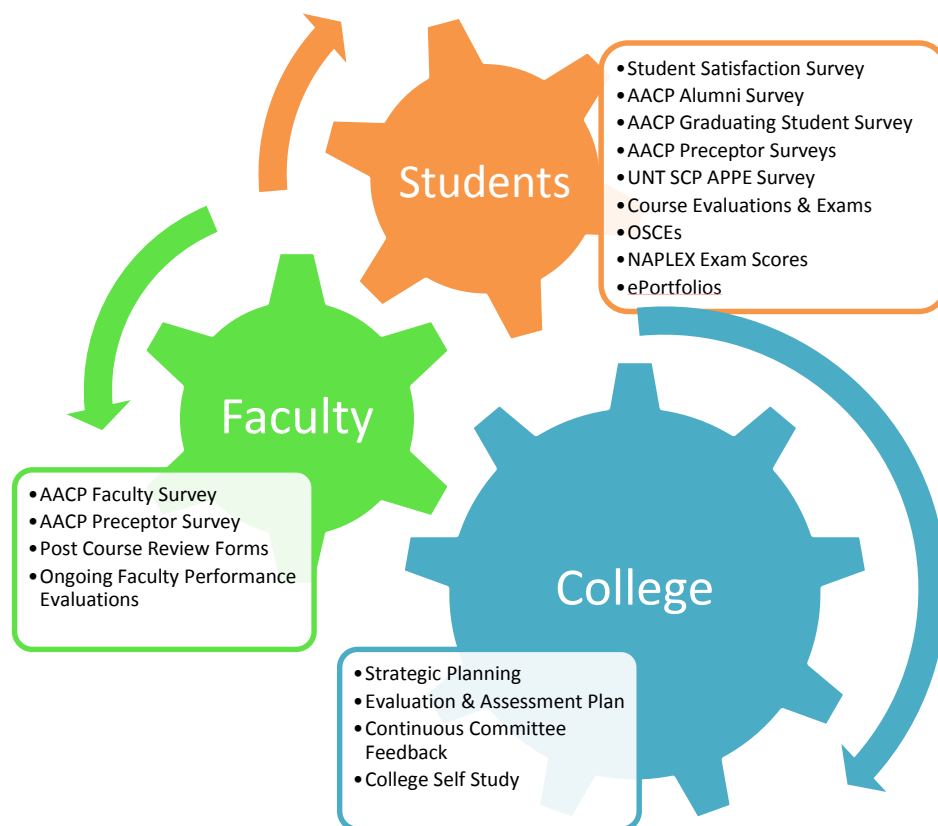 Students
•Student Satisfaction Survey
•AACP Alumni Survey
•AACP Graduating Student Survey
•AACP Preceptor Surveys
•UNT SCP APPE Survey
•Course Evaluations & Exams
•OSCEs
•NAPLEX Exam Scores
•ePortfolios
Faculty
•AACP Faculty Survey
•AACP Preceptor Survey
•Post Course Review Forms
•Ongoing Faculty Performance
Evaluations
College
•Strategic Planning
•Evaluation & Assessment Plan
•Continuous Committee
Feedback
•College Self Study